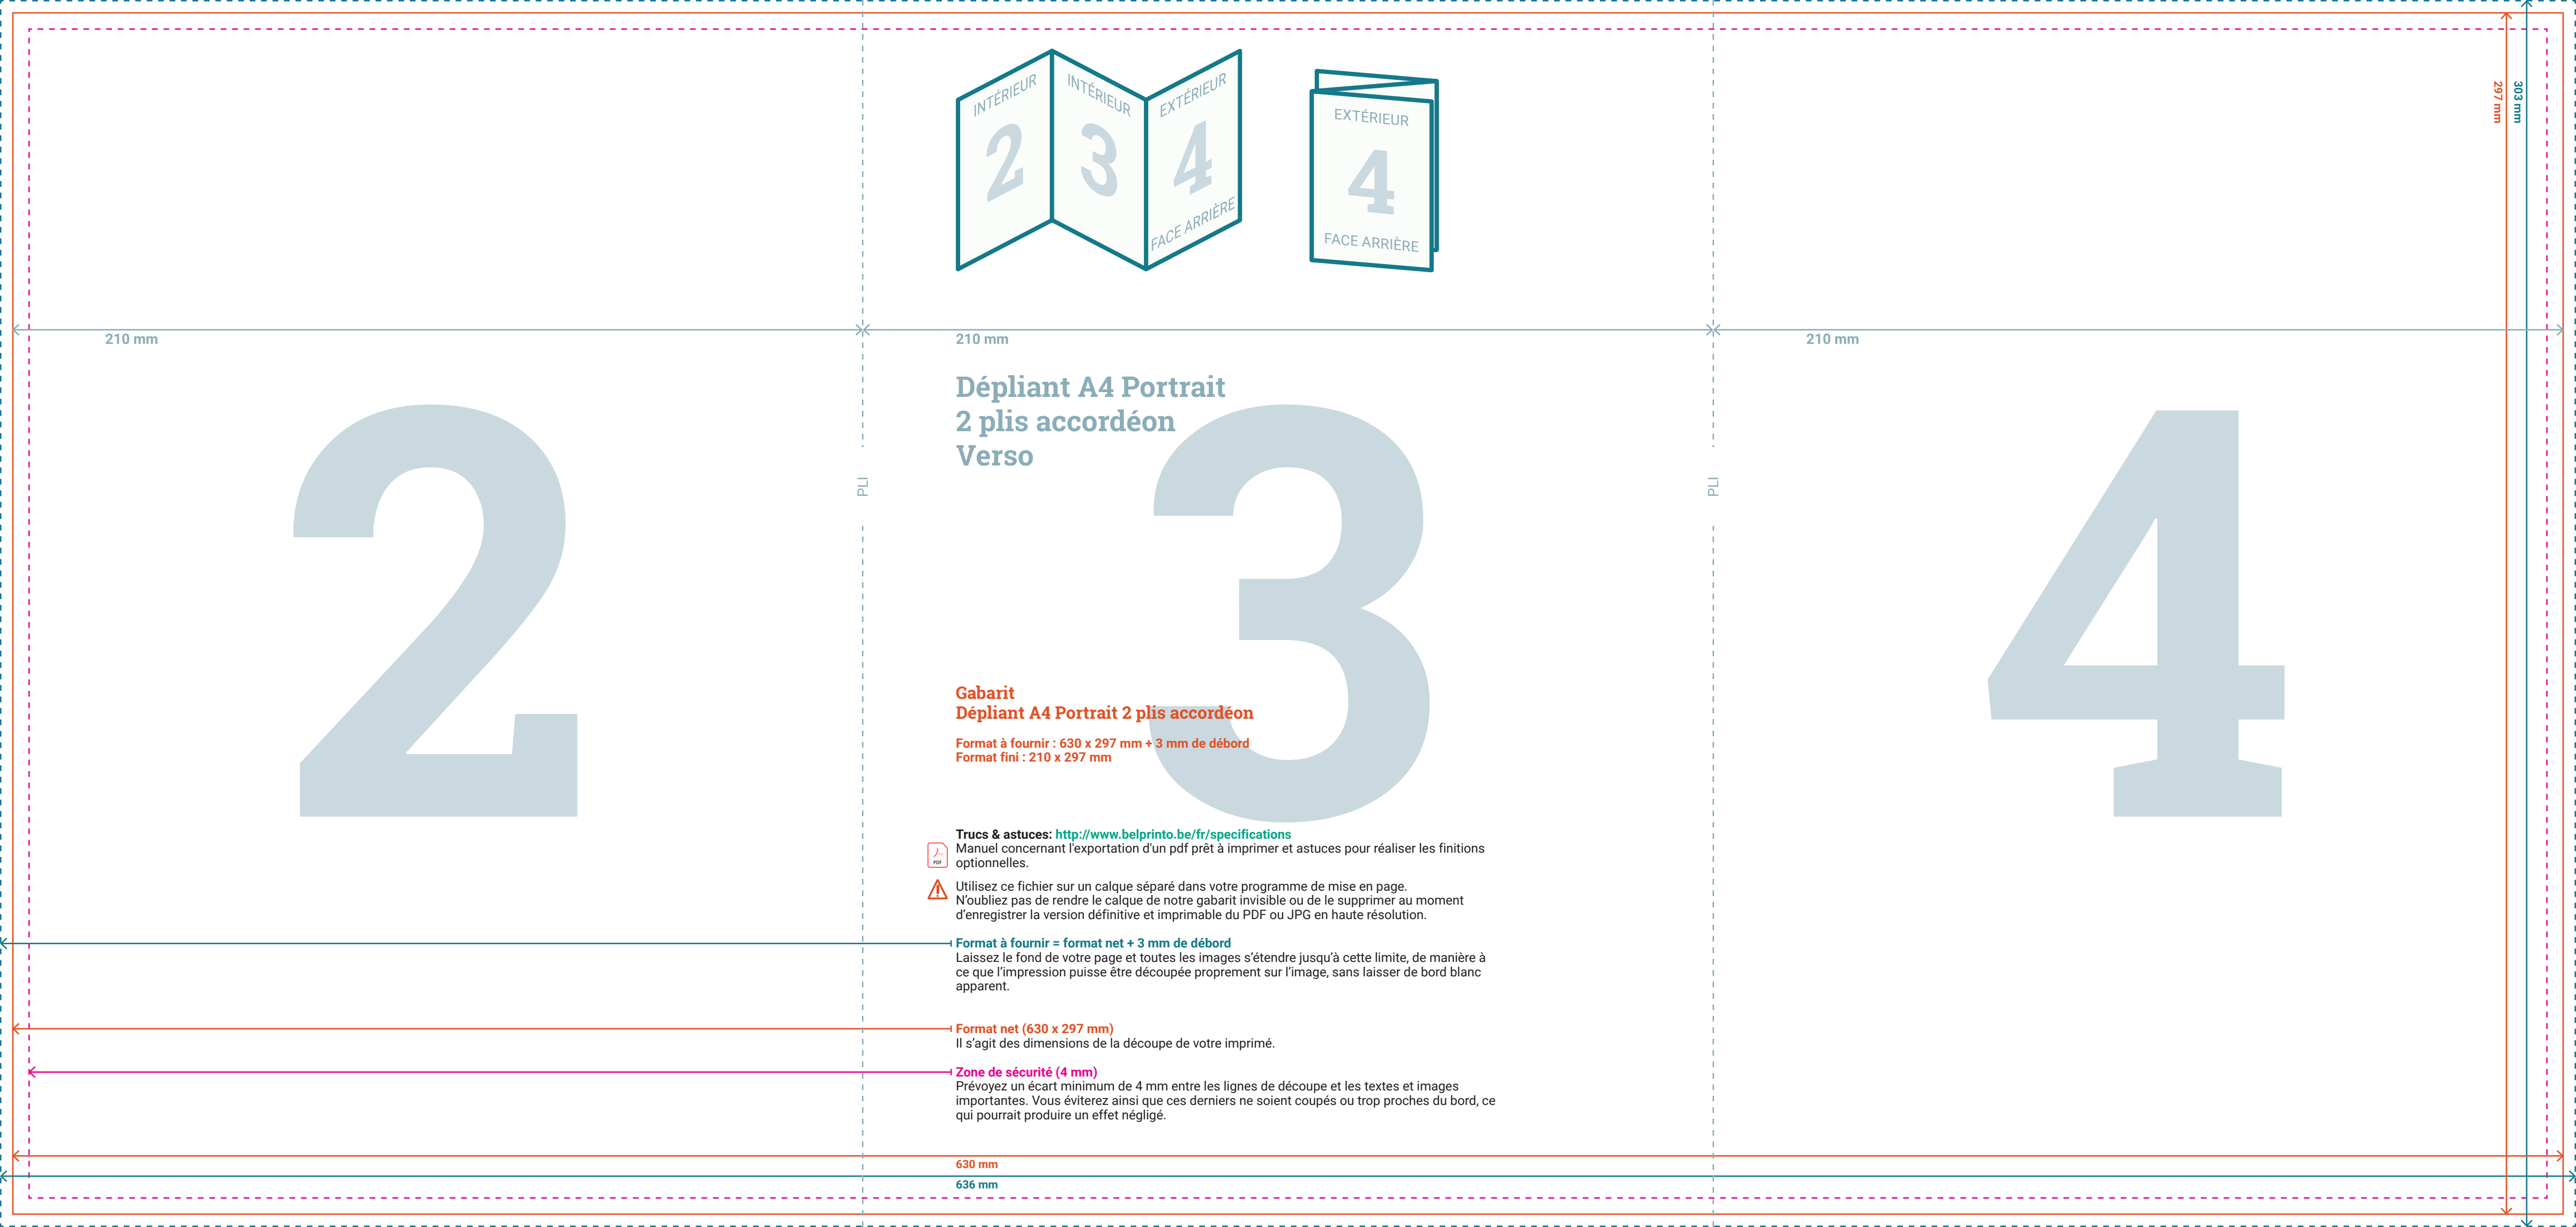 INTÉRIEUR
2
INTÉRIEUR
3
EXTÉRIEUR
4
FACE ARRIÈRE
EXTÉRIEUR
4
FACE ARRIÈRE
297 mm
303 mm
210 mm
210 mm
210 mm
Dépliant A4 Portrait
2 plis accordéon
Verso
PLI
PLI
2
3
4
Gabarit
Dépliant A4 Portrait 2 plis accordéon
Format à fournir : 630 x 297 mm + 3 mm de débord
Format fini : 210 x 297 mm
Trucs & astuces: http://www.belprinto.be/fr/specifications
PDF
Manuel concernant l'exportation d'un pdf prêt à imprimer et astuces pour réaliser les finitions
optionnelles.
Utilisez ce fichier sur un calque séparé dans votre programme de mise en page.
N’oubliez pas de rendre le calque de notre gabarit invisible ou de le supprimer au moment
d’enregistrer la version définitive et imprimable du PDF ou JPG en haute résolution.
Format à fournir = format net + 3 mm de débord
Laissez le fond de votre page et toutes les images s’étendre jusqu’à cette limite, de manière à
ce que l’impression puisse être découpée proprement sur l’image, sans laisser de bord blanc
apparent.
Format net (630 x 297 mm)
Il s’agit des dimensions de la découpe de votre imprimé.
Zone de sécurité (4 mm)
Prévoyez un écart minimum de 4 mm entre les lignes de découpe et les textes et images
importantes. Vous éviterez ainsi que ces derniers ne soient coupés ou trop proches du bord, ce
qui pourrait produire un effet négligé.
630 mm
636 mm